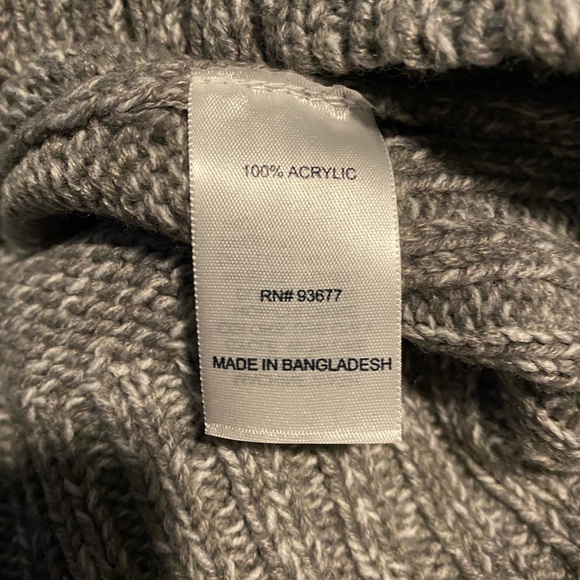 100% ACRYLIC
RN# 93677
MADE IN BANGLADESH